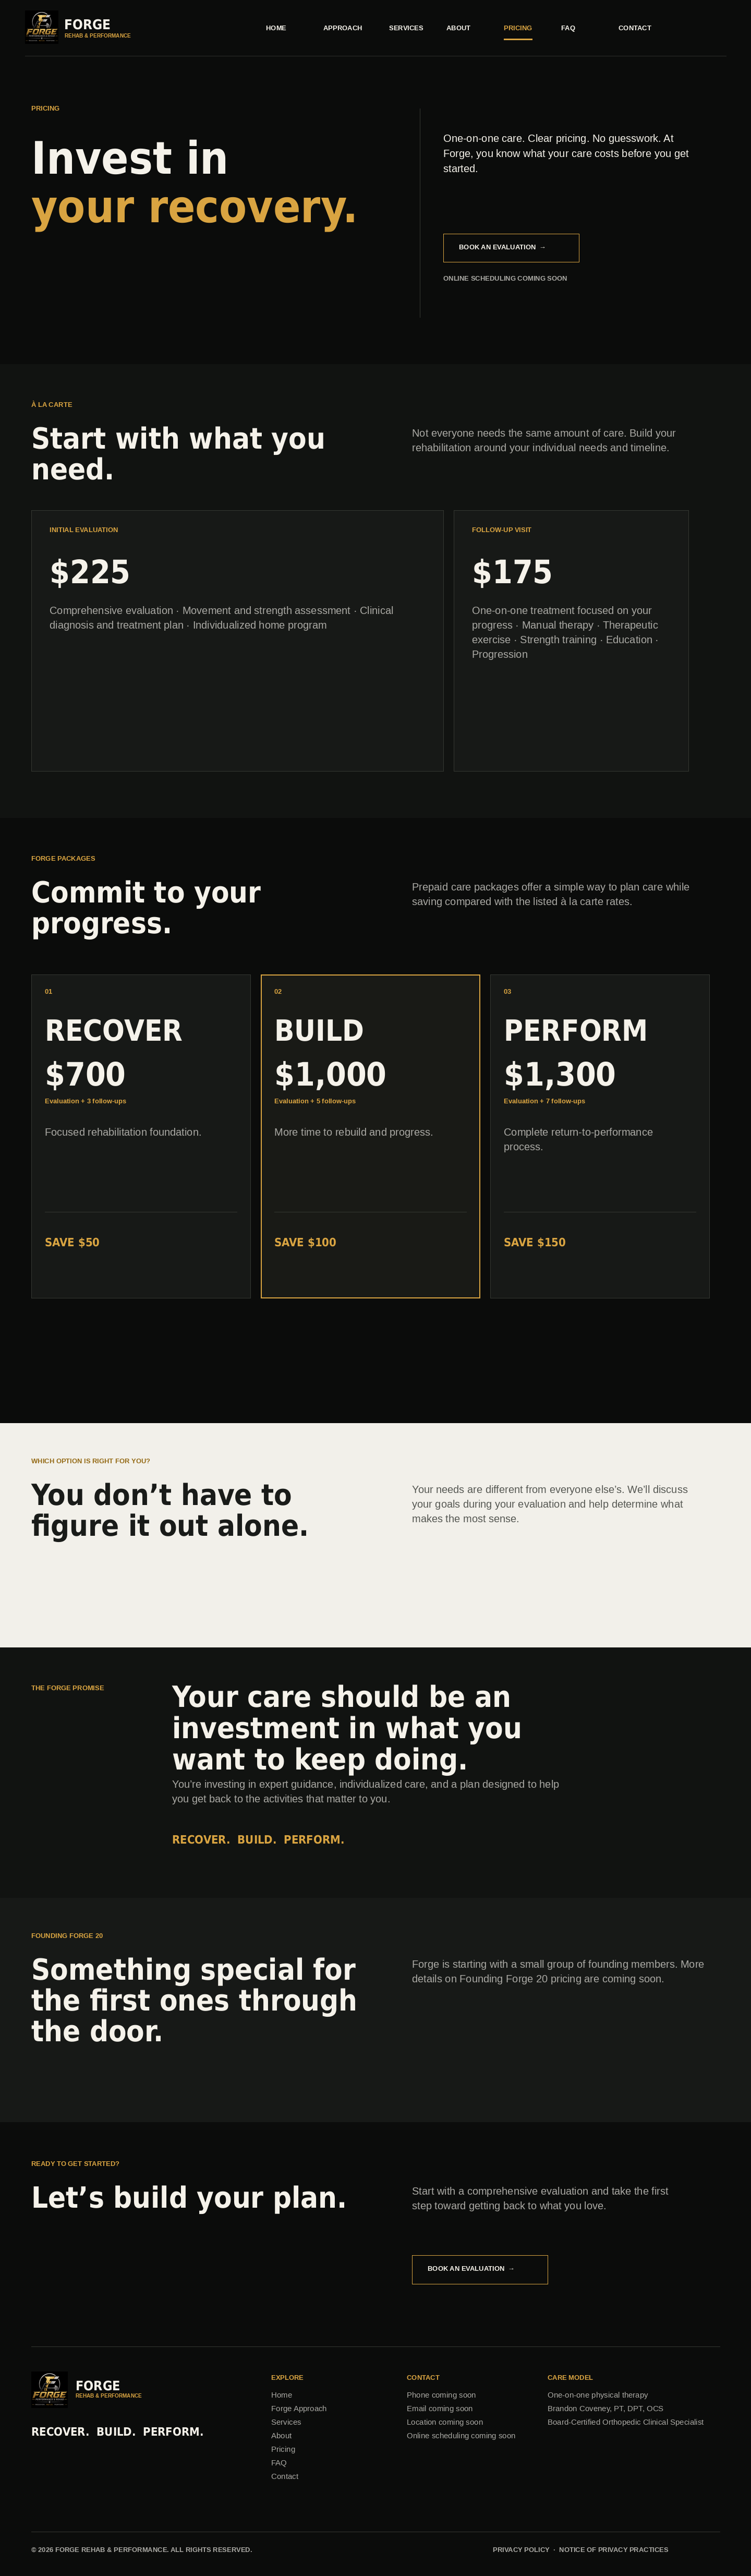 FORGE
FORGE
REHAB & PERFORMANCE
HOME
APPROACH
SERVICES
ABOUT
PRICING
FAQ
CONTACT
PRICING
Invest in
your recovery.
One-on-one care. Clear pricing. No guesswork. At
Forge, you know what your care costs before you get
started.
BOOK AN EVALUATION →
ONLINE SCHEDULING COMING SOON
À LA CARTE
Start with what you
need.
Not everyone needs the same amount of care. Build your
rehabilitation around your individual needs and timeline.
INITIAL EVALUATION
$225
Comprehensive evaluation · Movement and strength assessment · Clinical
diagnosis and treatment plan · Individualized home program
FOLLOW-UP VISIT
$175
One-on-one treatment focused on your
progress · Manual therapy · Therapeutic
exercise · Strength training · Education ·
Progression
FORGE PACKAGES
Commit to your
progress.
Prepaid care packages offer a simple way to plan care while
saving compared with the listed à la carte rates.
01
RECOVER
$700
Evaluation + 3 follow-ups
Focused rehabilitation foundation.
SAVE $50
02
BUILD
$1,000
Evaluation + 5 follow-ups
More time to rebuild and progress.
SAVE $100
03
PERFORM
$1,300
Evaluation + 7 follow-ups
Complete return-to-performance
process.
SAVE $150
WHICH OPTION IS RIGHT FOR YOU?
You don’t have to
figure it out alone.
Your needs are different from everyone else’s. We’ll discuss
your goals during your evaluation and help determine what
makes the most sense.
THE FORGE PROMISE
Your care should be an
investment in what you
want to keep doing.
You’re investing in expert guidance, individualized care, and a plan designed to help
you get back to the activities that matter to you.
RECOVER. BUILD. PERFORM.
FOUNDING FORGE 20
Something special for
the first ones through
the door.
Forge is starting with a small group of founding members. More
details on Founding Forge 20 pricing are coming soon.
READY TO GET STARTED?
Let’s build your plan.
Start with a comprehensive evaluation and take the first
step toward getting back to what you love.
BOOK AN EVALUATION →
FORGE
FORGE
REHAB & PERFORMANCE
RECOVER. BUILD. PERFORM.
EXPLORE
Home
Forge Approach
Services
About
Pricing
FAQ
Contact
CONTACT
Phone coming soon
Email coming soon
Location coming soon
Online scheduling coming soon
CARE MODEL
One-on-one physical therapy
Brandon Coveney, PT, DPT, OCS
Board-Certified Orthopedic Clinical Specialist
© 2026 FORGE REHAB & PERFORMANCE. ALL RIGHTS RESERVED.
PRIVACY POLICY · NOTICE OF PRIVACY PRACTICES